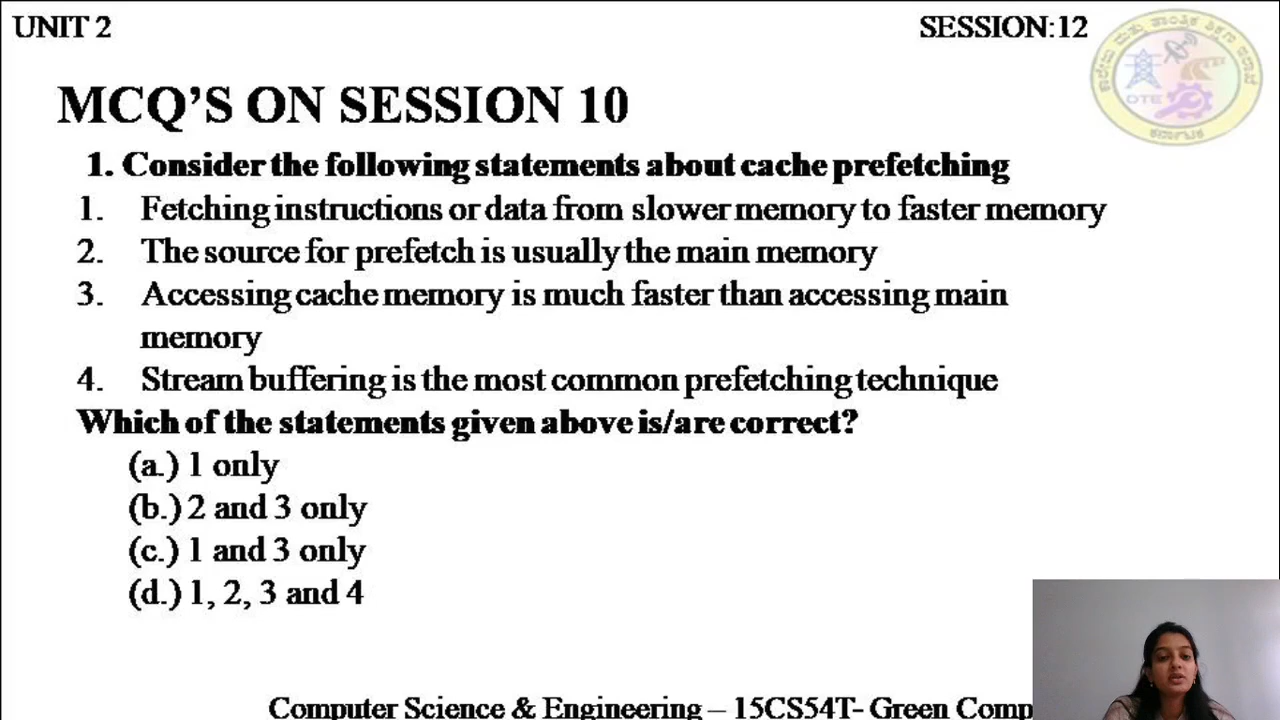 UNIT 2
SESSION:12
MCQ’S ON SESSION 10
1. Consider the following statements about cache prefetching
1. Fetching instructions or data from slower memory to faster memory
2. The source for prefetch is usually the main memory
3. Accessing cache memory is much faster than accessing main
memory
4. Stream buffering is the most common prefetching technique
Which of the statements given above is/are correct?
(a.) 1 only
(b.) 2 and 3 only
(c.) 1 and 3 only
(d.) 1, 2, 3 and 4
Computer Science & Engineering – 15CS54T- Green Comp
DTE
ಕರ್ನಾಟಕ